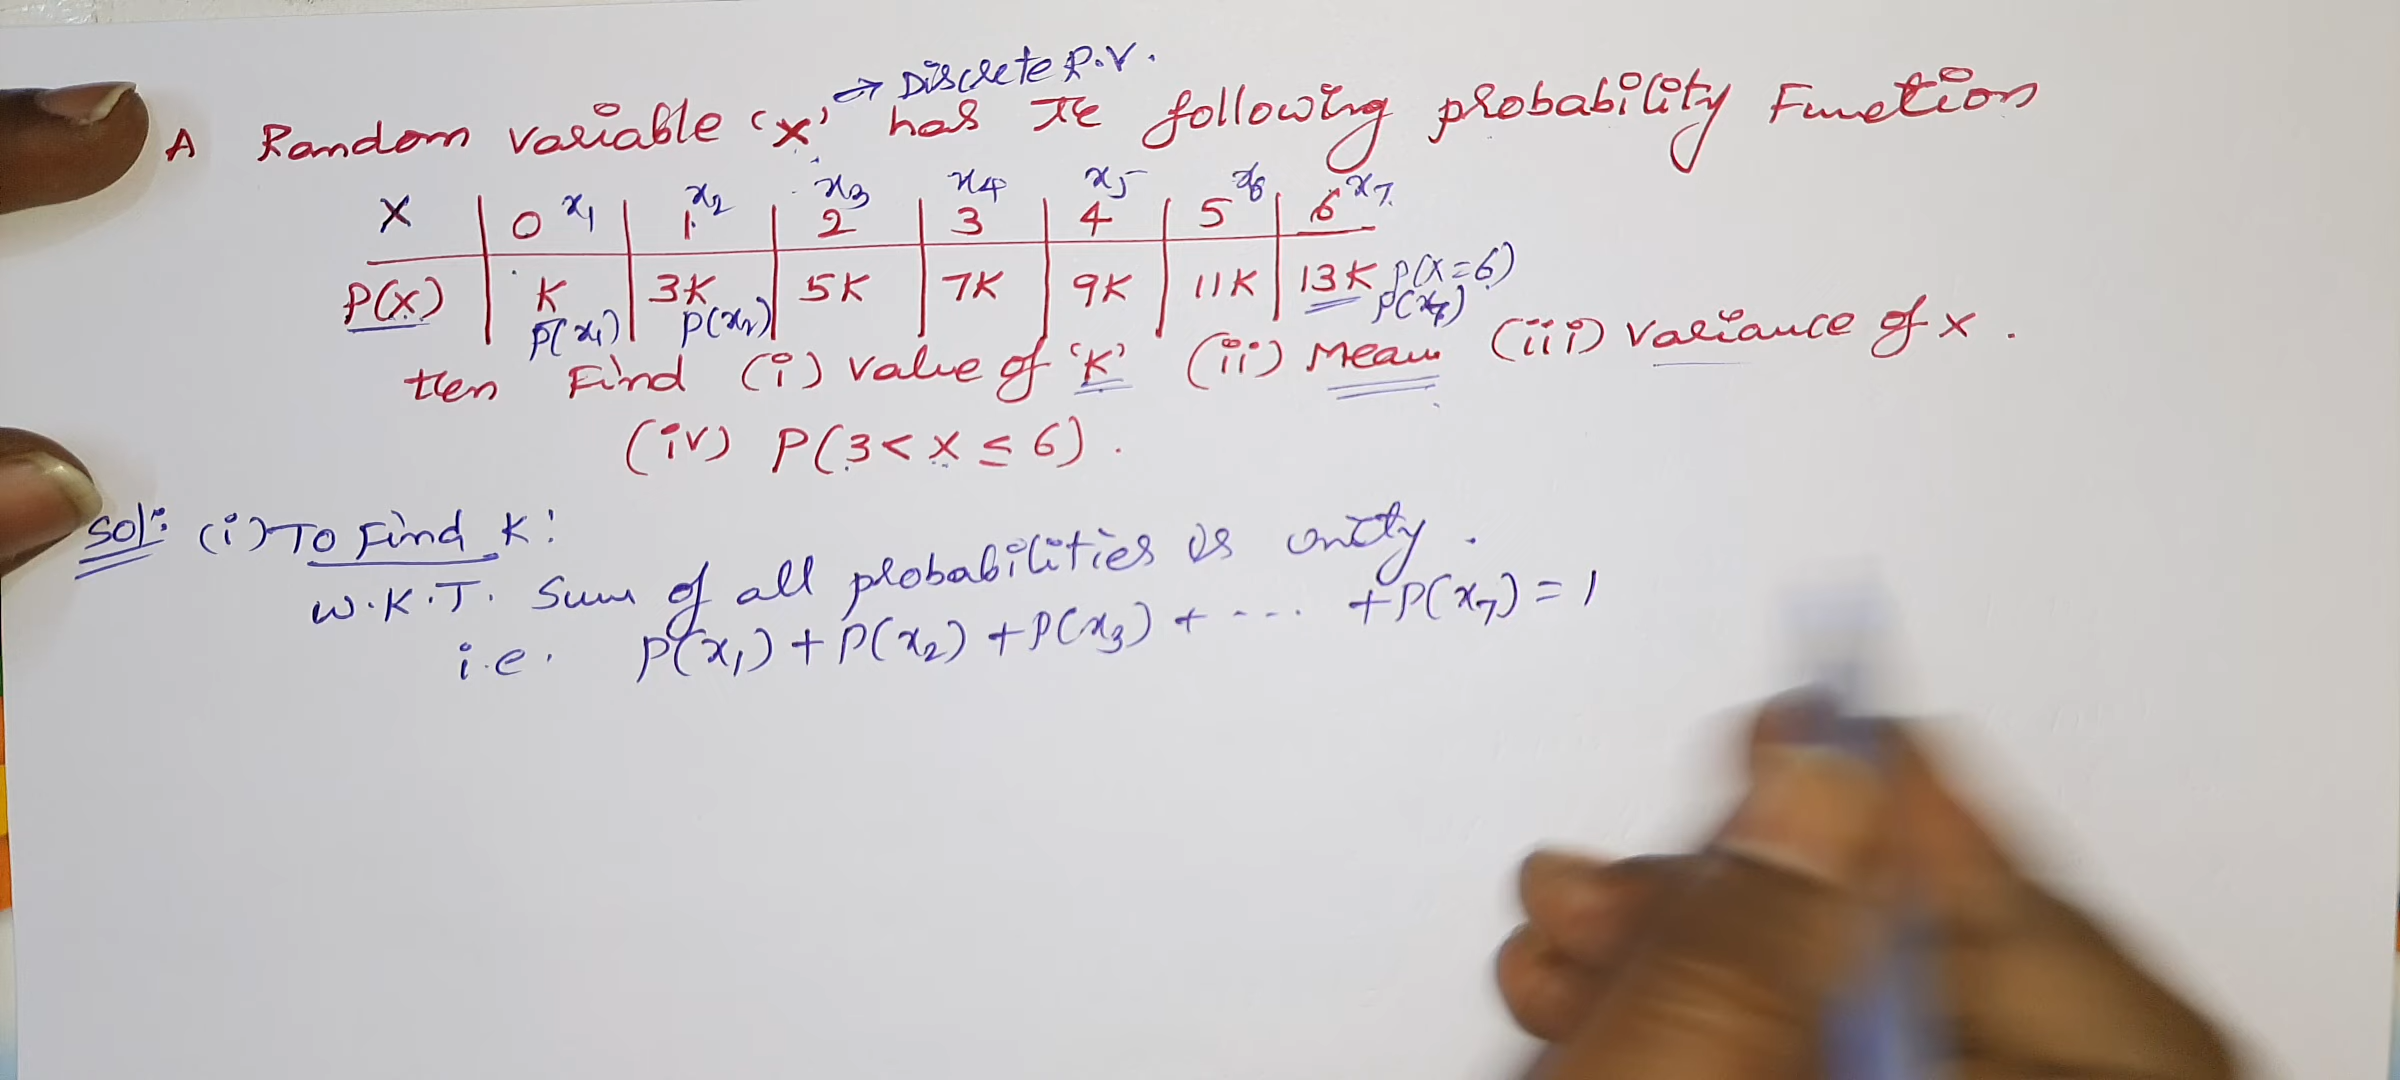 → Discrete R.V.
A Random variable 'x' has the following probability Function
X | 0 x₁ | 1 x₂ | 2 x₃ | 3 x₄ | 4 x₅ | 5 x₆ | 6 x₇
P(x) | K | 3K | 5K | 7K | 9K | 11K | 13K P(X=6)
P(x₁) P(x₂) P(x₇)
then Find (i) value of 'K' (ii) Mean (iii) variance of x.
(iv) P(3<x≤6).
Sol: (i) To Find K:
W.K.T. Sum of all probabilities is unity.
i.e. P(x₁)+P(x₂)+P(x₃)+---- +P(x₇)=1